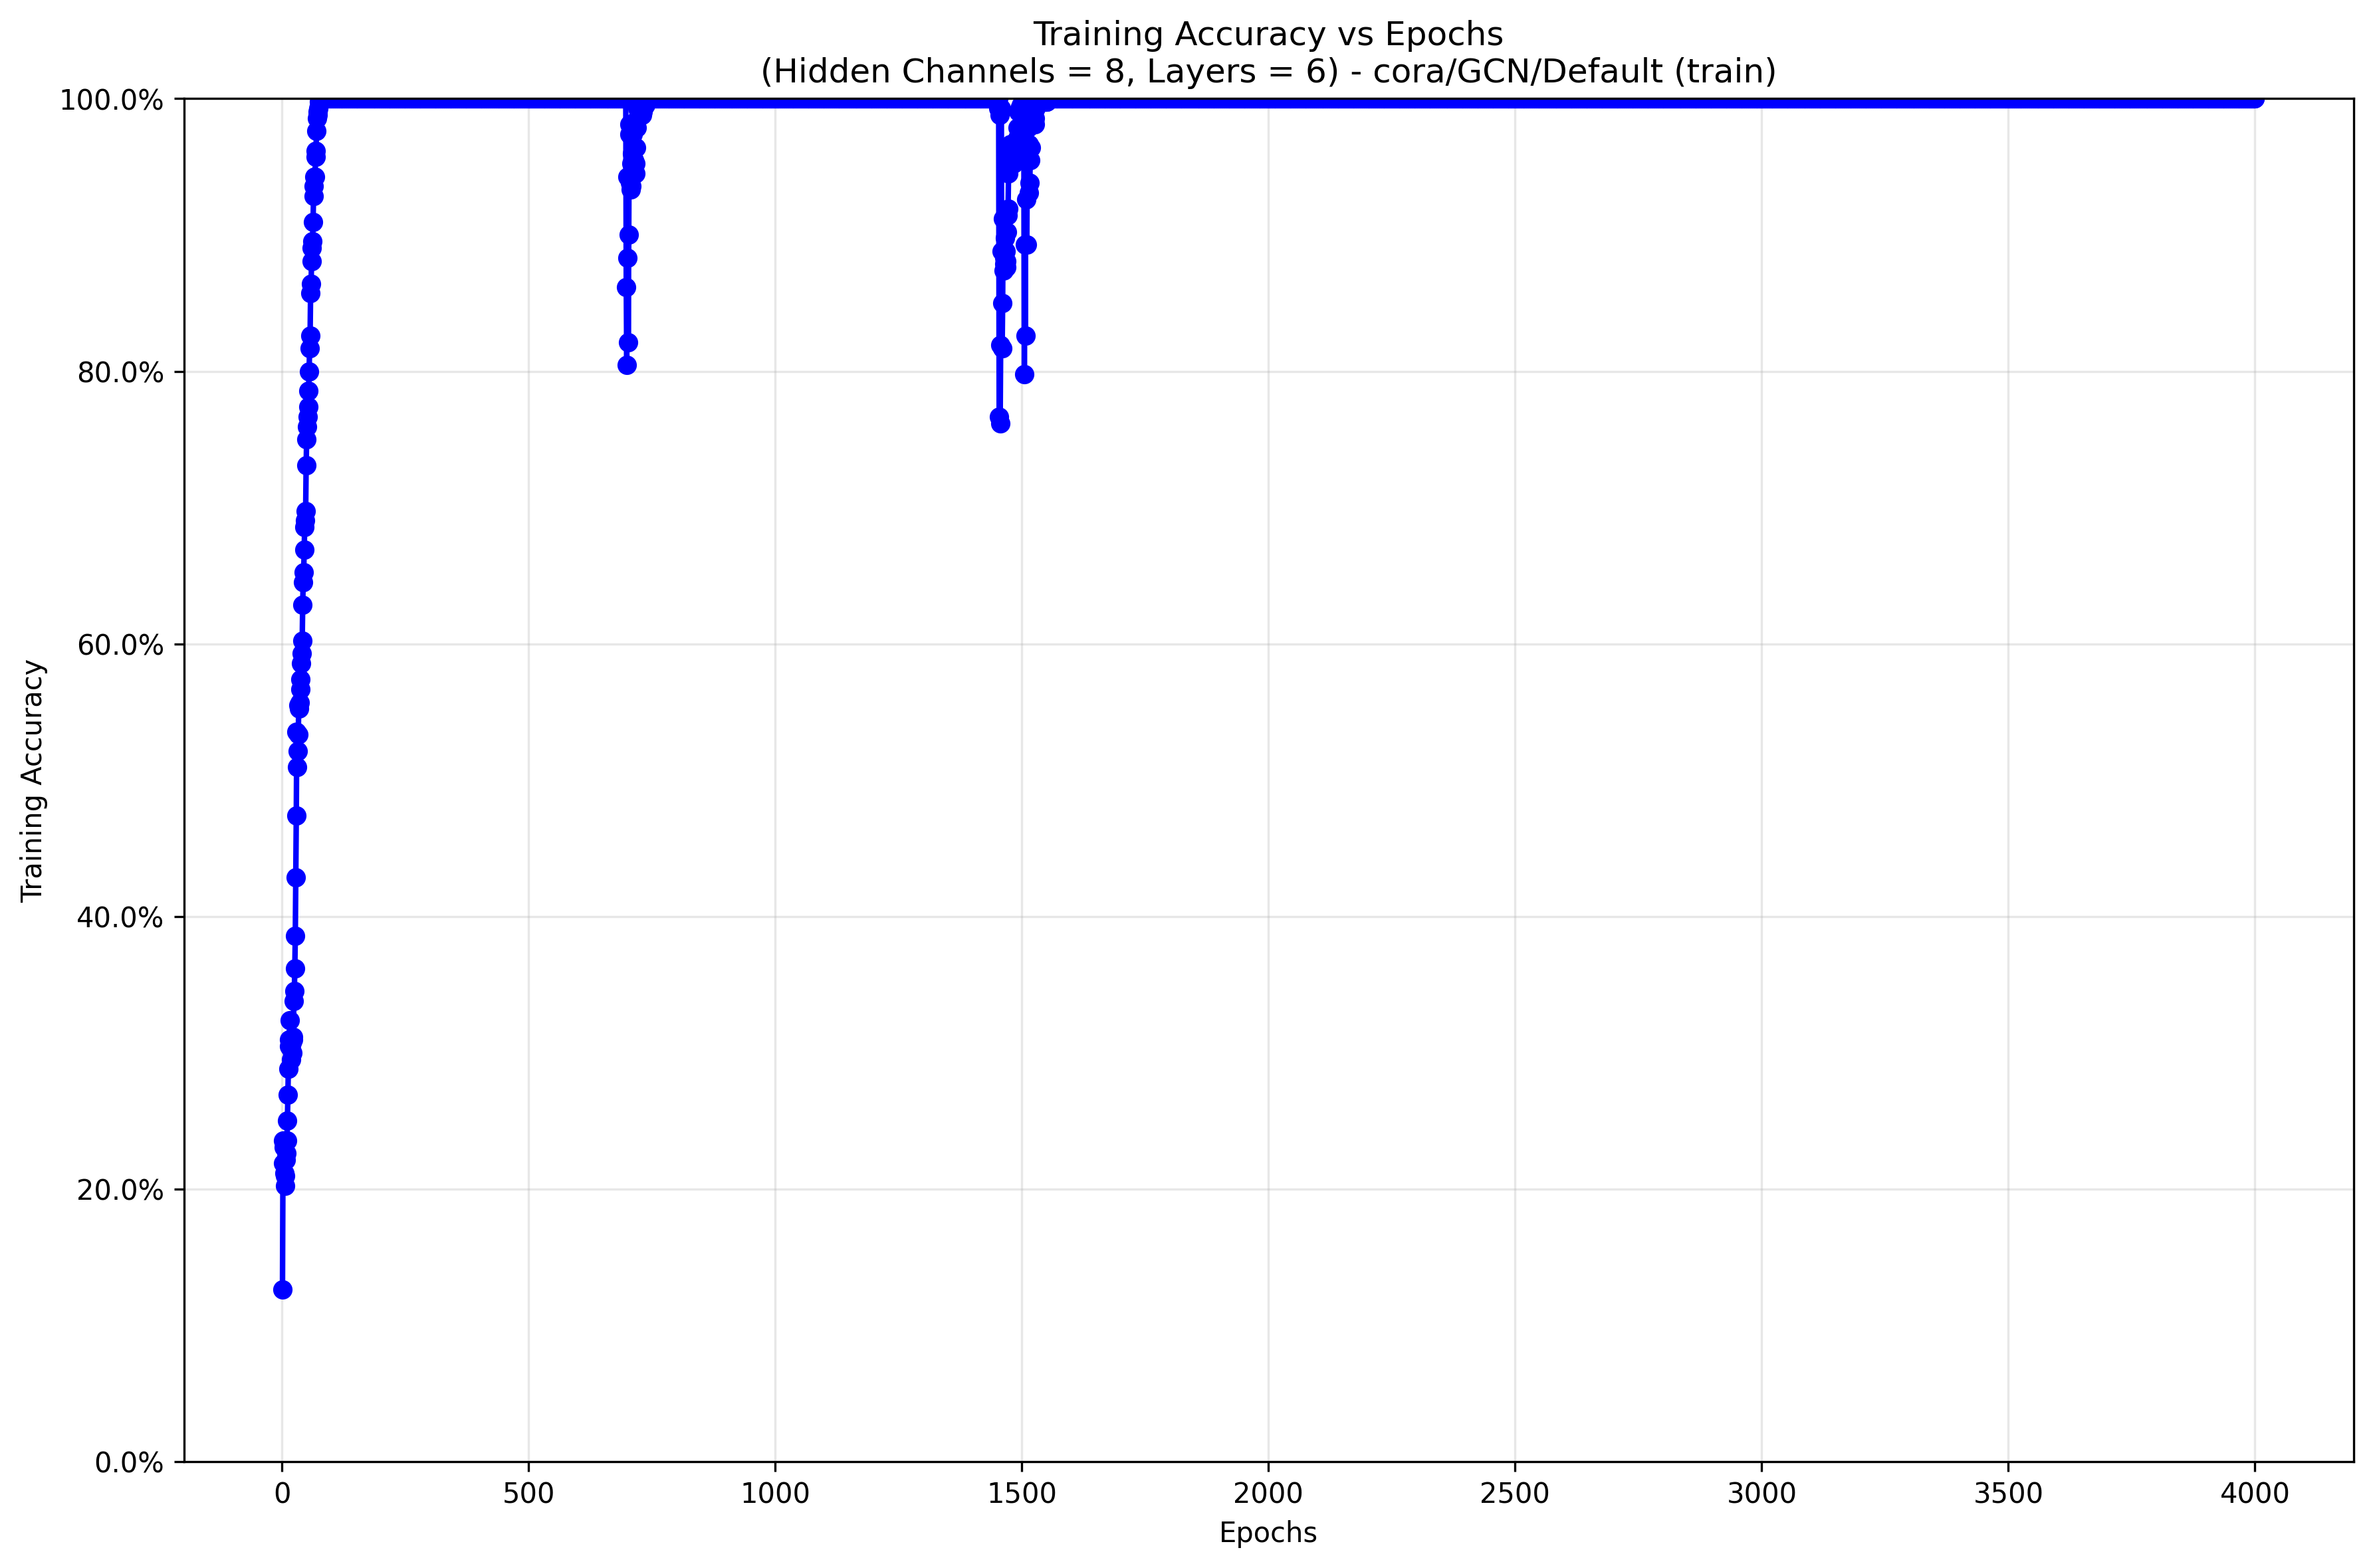 Training Accuracy vs Epochs
(Hidden Channels = 8, Layers = 6) - cora/GCN/Default (train)
100.0%
80.0%
60.0%
40.0%
20.0%
0.0%
Training Accuracy
0 500 1000 1500 2000 2500 3000 3500 4000
Epochs